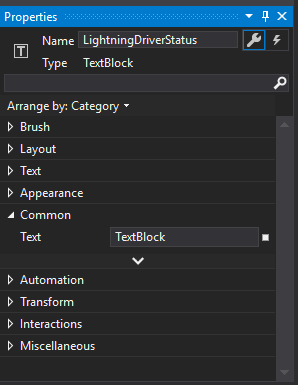 Properties
Name LightningDriverStatus
Type TextBlock
Arrange by: Category
Brush
Layout
Text
Appearance
Common
Text TextBlock
Automation
Transform
Interactions
Miscellaneous